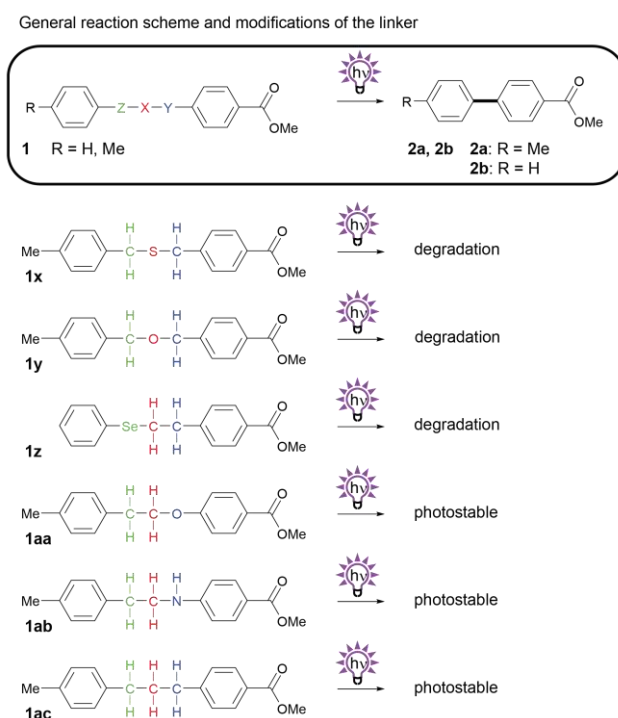 General reaction scheme and modifications of the linker
hν
R Z X Y O OMe
R O OMe
1 R = H, Me
2a, 2b 2a: R = Me
2b: R = H
hν
H H
Me S O OMe degradation
H H
1x
hν
H H
Me O O OMe degradation
H H
1y
hν
H H
Se O OMe degradation
H H
1z
hν
H H
Me O O OMe photostable
H H
1aa
hν
H H H
Me N O OMe photostable
H H
1ab
hν
H H H
Me O OMe photostable
H H H
1ac